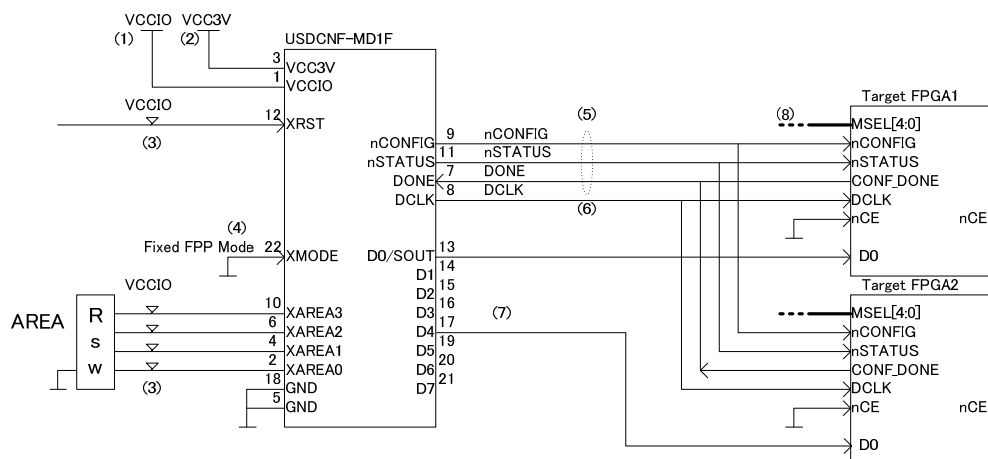 VCCIO VCC3V
(1) (2)
USDCNF-MD1F
3 VCC3V
1 VCCIO
VCCIO
12 XRST
(3)
nCONFIG 9 nCONFIG
nSTATUS 11 nSTATUS
DONE 7 DONE
DCLK 8 DCLK
(5)
(6)
(4)
Fixed FPP Mode 22 XMODE
D0/SOUT 13
D1 14
D2 15
D3 16
D4 17
D5 19
D6 20
D7 21
(7)
VCCIO
AREA
R
s
w
10 XAREA3
6 XAREA2
4 XAREA1
2 XAREA0
(3)
18 GND
5 GND
Target FPGA1
(8)
MSEL[4:0]
nCONFIG
nSTATUS
CONF_DONE
DCLK
nCE nCE
D0
Target FPGA2
MSEL[4:0]
nCONFIG
nSTATUS
CONF_DONE
DCLK
nCE nCE
D0